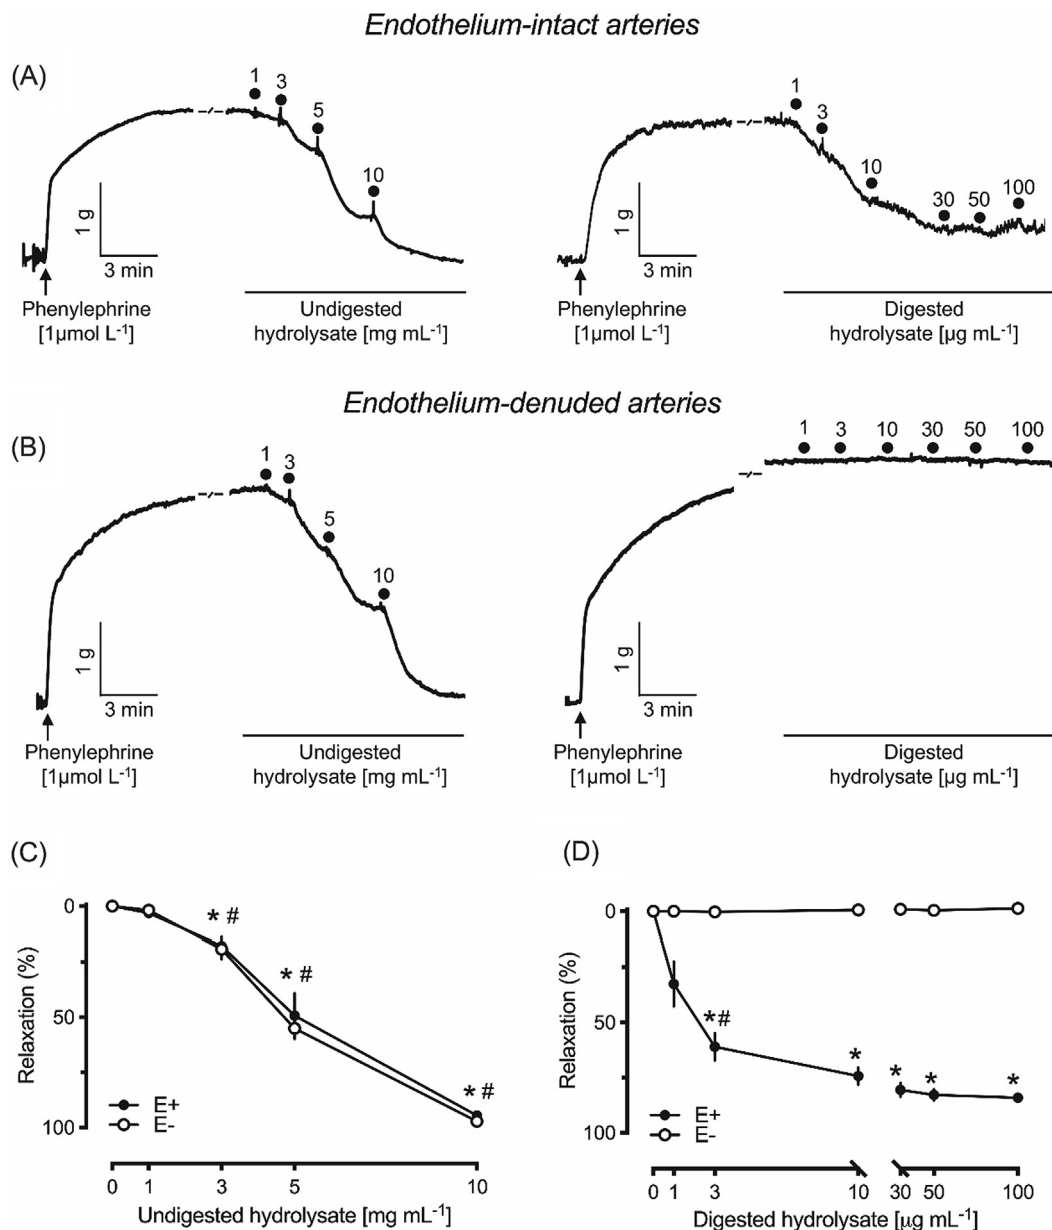 Endothelium-intact arteries
(A)
1
3
5
10
1 g
3 min
Phenylephrine
[1µmol L-1]
Undigested
hydrolysate [mg mL-1]
1
3
10
30
50
100
1 g
3 min
Phenylephrine
[1µmol L-1]
Digested
hydrolysate [µg mL-1]
Endothelium-denuded arteries
(B)
1
3
5
10
1 g
3 min
Phenylephrine
[1µmol L-1]
Undigested
hydrolysate [mg mL-1]
1 3 10 30 50 100
1 g
3 min
Phenylephrine
[1µmol L-1]
Digested
hydrolysate [µg mL-1]
(C)
0
50
100
Relaxation (%)
* #
* #
* #
E+
E-
0 1 3 5 10
Undigested hydrolysate [mg mL-1]
(D)
0
50
100
Relaxation (%)
*#
*
*
*
*
E+
E-
0 1 3 10 30 50 100
Digested hydrolysate [µg mL-1]